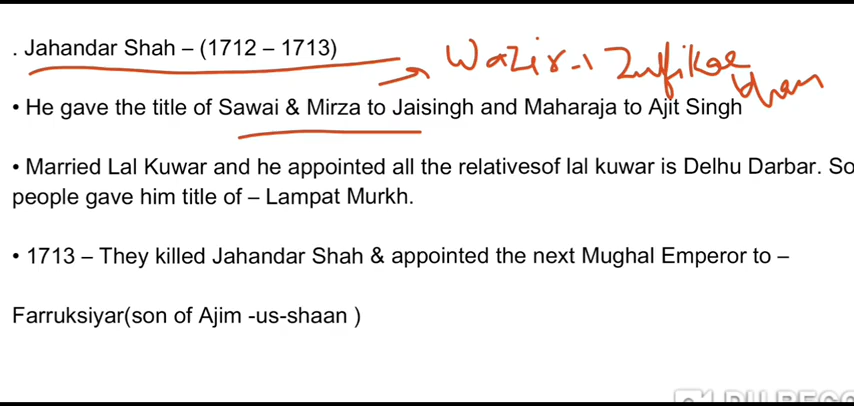 . Jahandar Shah – (1712 – 1713)
Wazir - Zulfikar
khan
• He gave the title of Sawai & Mirza to Jaisingh and Maharaja to Ajit Singh
• Married Lal Kuwar and he appointed all the relativesof lal kuwar is Delhu Darbar. So
people gave him title of – Lampat Murkh.
• 1713 – They killed Jahandar Shah & appointed the next Mughal Emperor to –
Farruksiyar(son of Ajim -us-shaan )